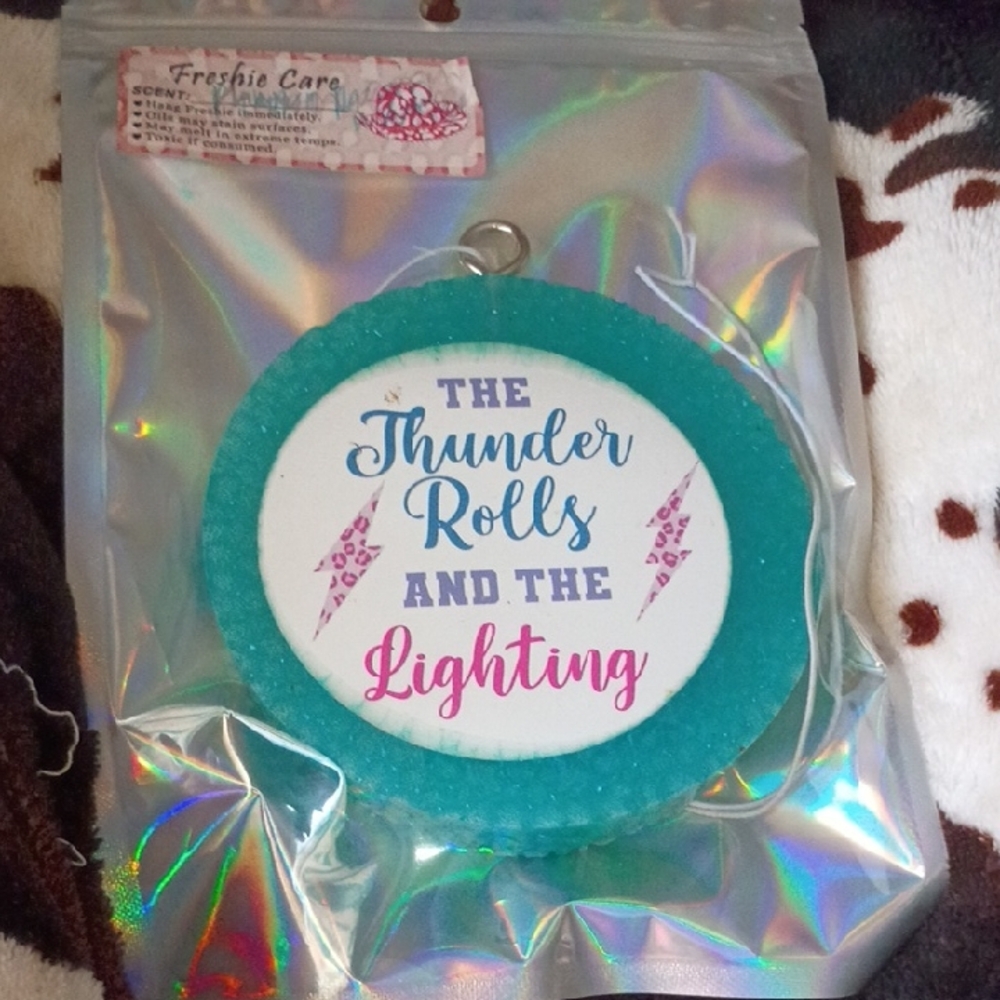 Freshie Care
SCENT:
Hang Freshie immediately.
Oils may stain surfaces.
May melt in extreme temps.
Toxic if consumed.
THE
Thunder
Rolls
AND THE
Lighting